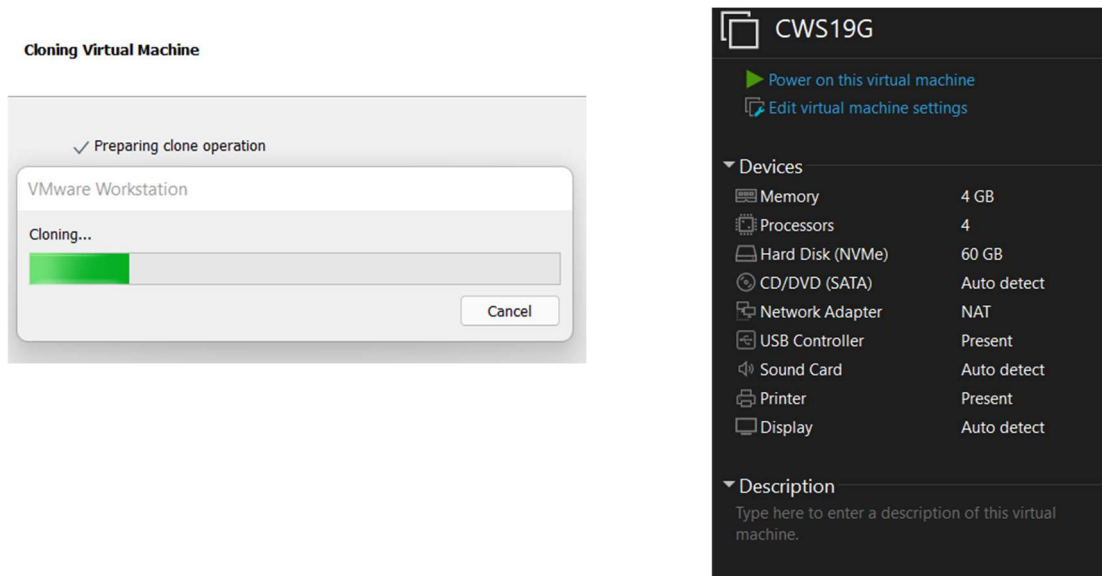 Cloning Virtual Machine
Preparing clone operation
VMware Workstation
Cloning...
Cancel
CWS19G
Power on this virtual machine
Edit virtual machine settings
Devices
Memory 4 GB
Processors 4
Hard Disk (NVMe) 60 GB
CD/DVD (SATA) Auto detect
Network Adapter NAT
USB Controller Present
Sound Card Auto detect
Printer Present
Display Auto detect
Description
Type here to enter a description of this virtual
machine.